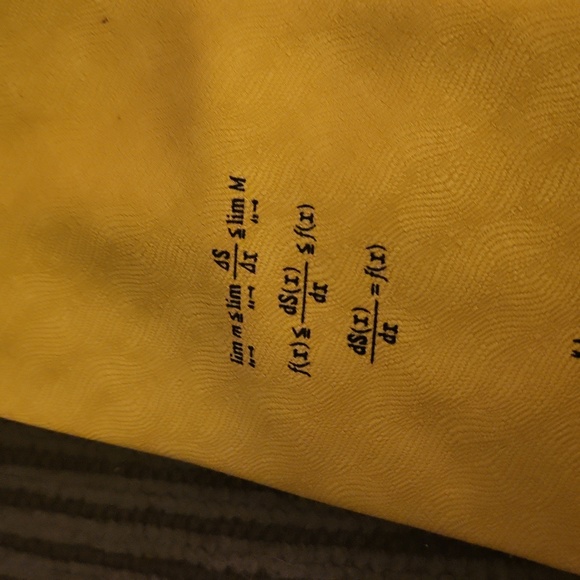 lim m ≦ lim ΔS/Δx ≦ lim M
f(x) ≦ dS(x)/dx ≦ f(x)
dS(x)/dx = f(x)